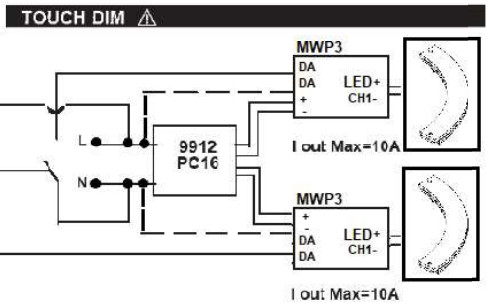 TOUCH DIM ⚠
MWP3
DA
DA LED+
+ CH1-
-
I out Max=10A
L
9912
PC16
N
MWP3
+
-
DA LED+
DA CH1-
I out Max=10A